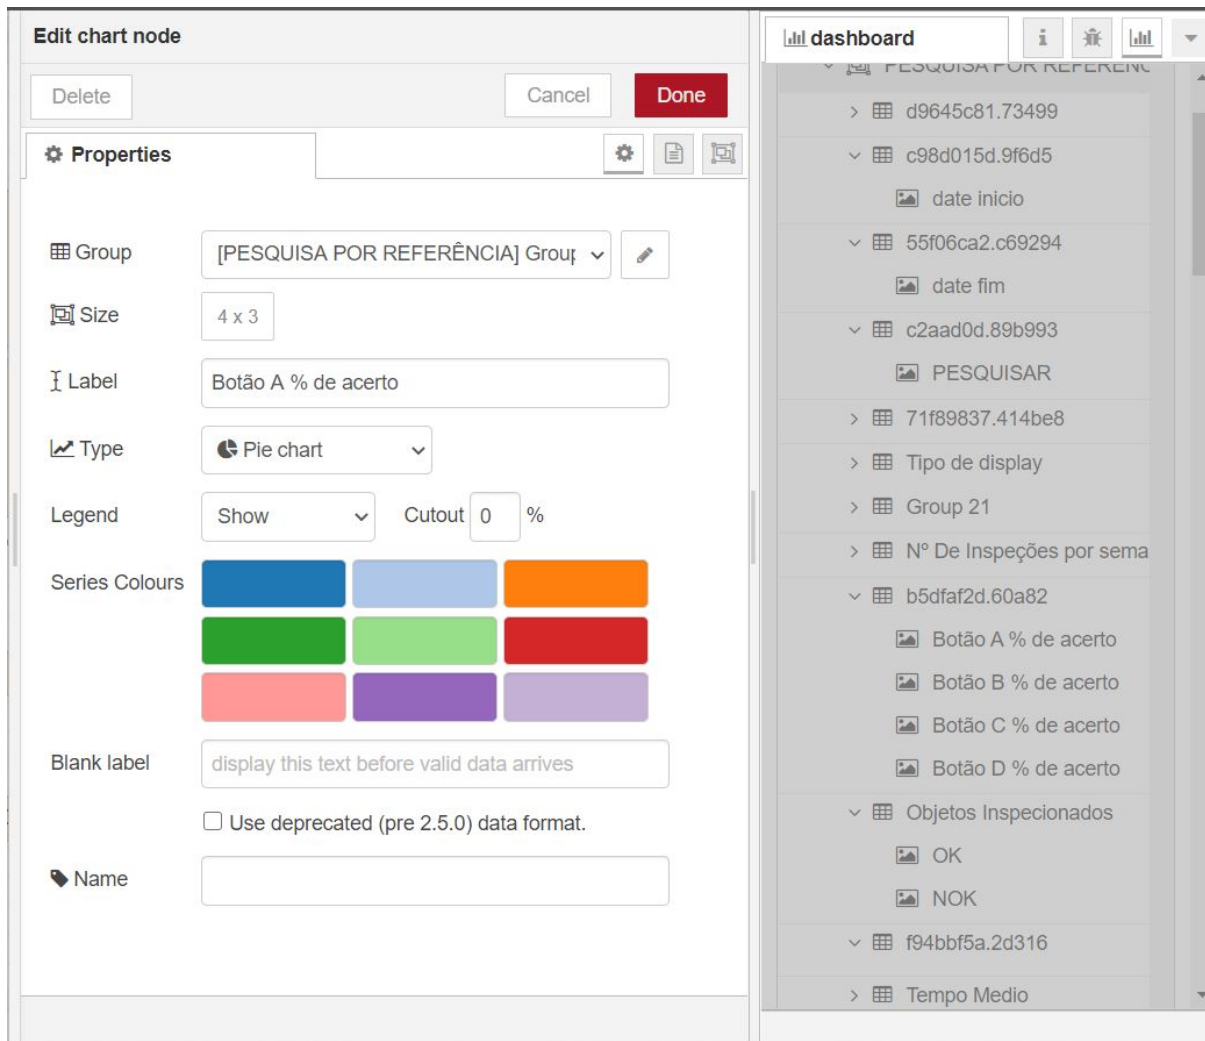 Edit chart node
Delete
Cancel
Done
Properties
Group
[PESQUISA POR REFERÊNCIA] Group
Size
4 x 3
Label
Botão A % de acerto
Type
Pie chart
Legend
Show
Cutout
0
%
Series Colours
Blank label
display this text before valid data arrives
Use deprecated (pre 2.5.0) data format.
Name
dashboard
PESQUISA POR REFERÊNC
d9645c81.73499
c98d015d.9f6d5
date inicio
55f06ca2.c69294
date fim
c2aad0d.89b993
PESQUISAR
71f89837.414be8
Tipo de display
Group 21
Nº De Inspeções por sema
b5dfaf2d.60a82
Botão A % de acerto
Botão B % de acerto
Botão C % de acerto
Botão D % de acerto
Objetos Inspecionados
OK
NOK
f94bbf5a.2d316
Tempo Medio